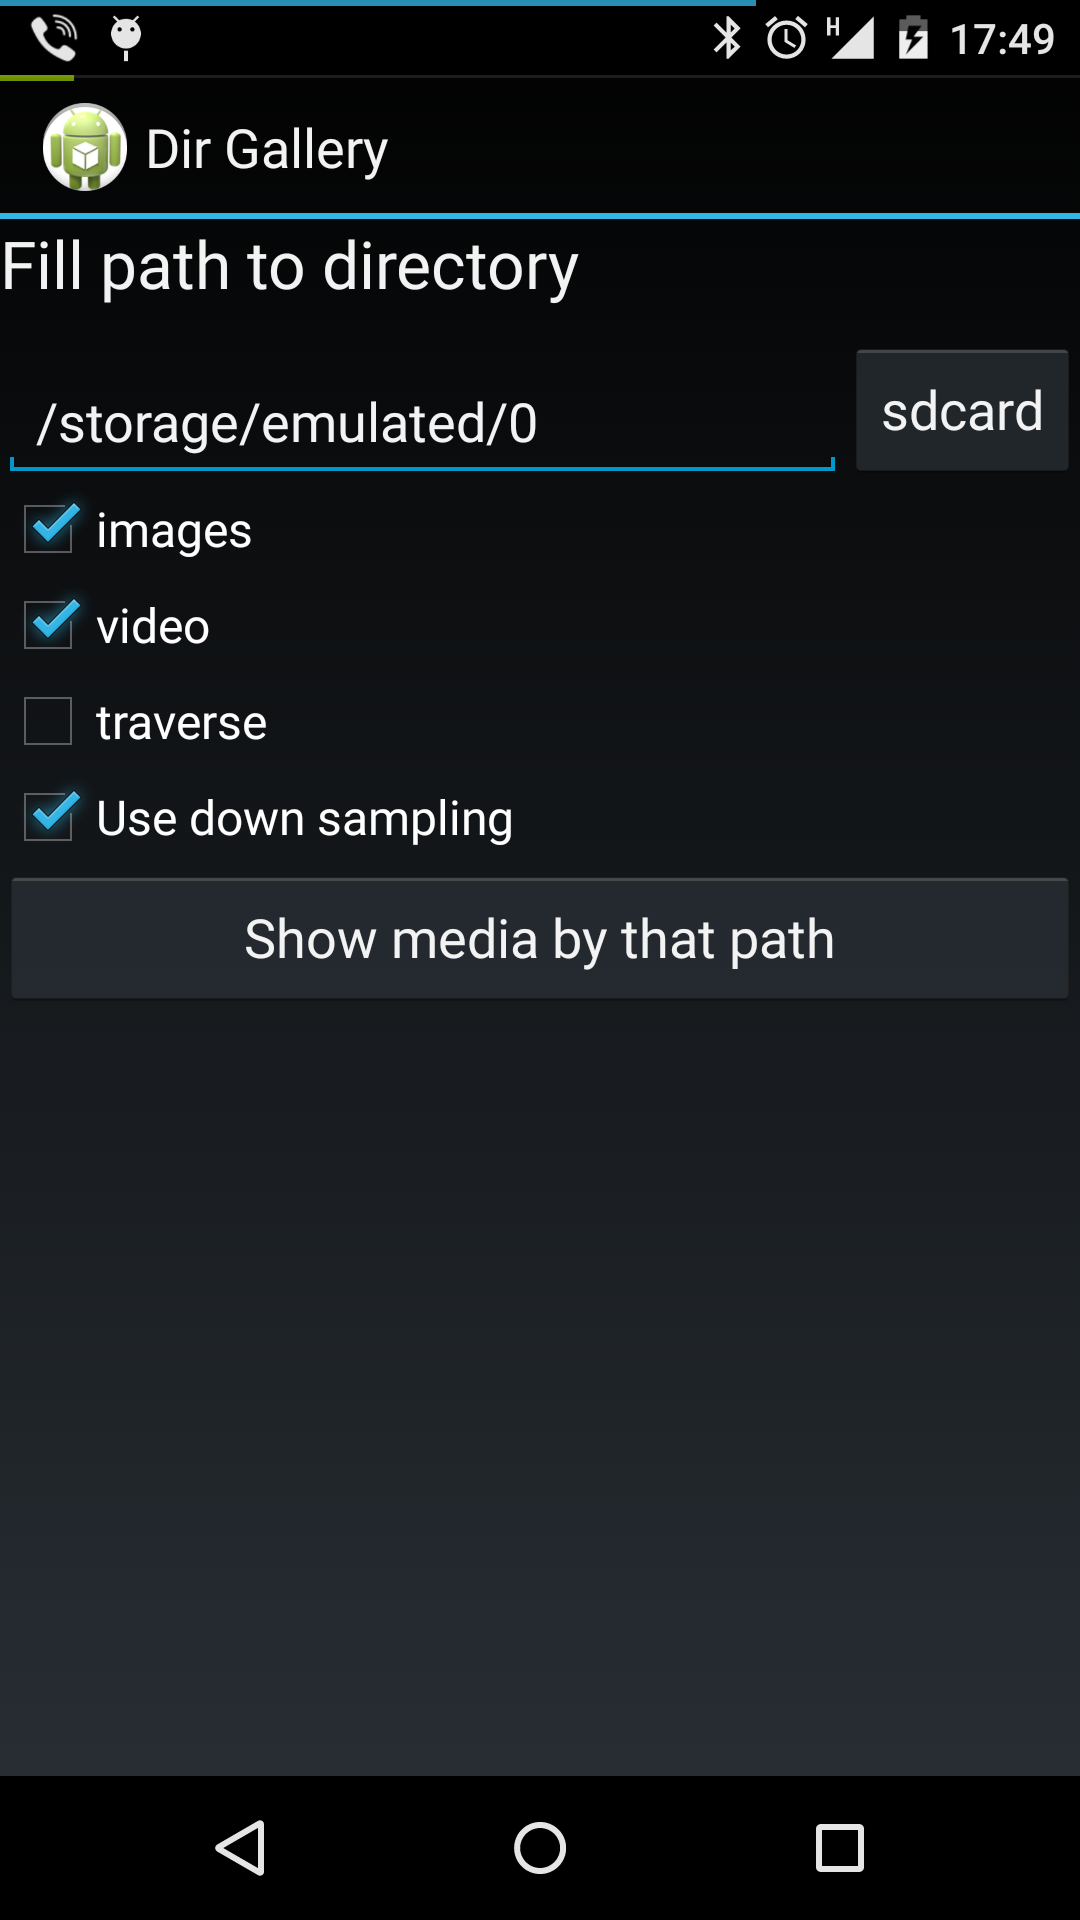 H 17:49
Dir Gallery
Fill path to directory
/storage/emulated/0 sdcard
images
video
traverse
Use down sampling
Show media by that path